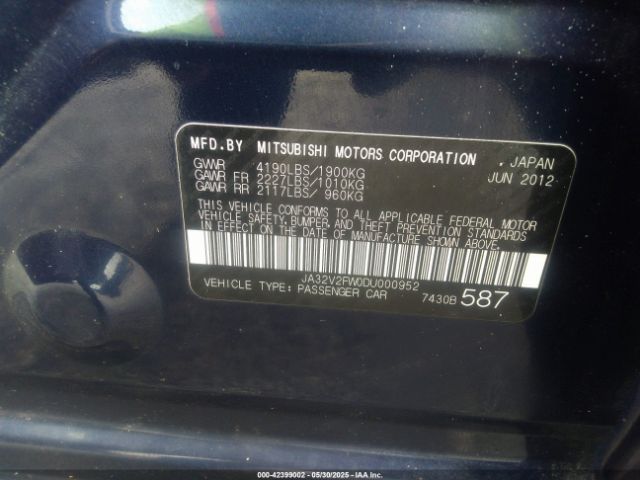 MFD.BY MITSUBISHI MOTORS CORPORATION , JAPAN
GVWR 4190LBS/1900KG JUN 2012
GAWR FR 2227LBS/1010KG
GAWR RR 2117LBS/ 960KG
THIS VEHICLE CONFORMS TO ALL APPLICABLE FEDERAL MOTOR
VEHICLE SAFETY, BUMPER, AND THEFT PREVENTION STANDARDS
IN EFFECT ON THE DATE OF MANUFACTURE SHOWN ABOVE.
JA32V2FW0DU000952
VEHICLE TYPE: PASSENGER CAR 7430B 587
000-42399002 - 05/30/2025 - IAA Inc.